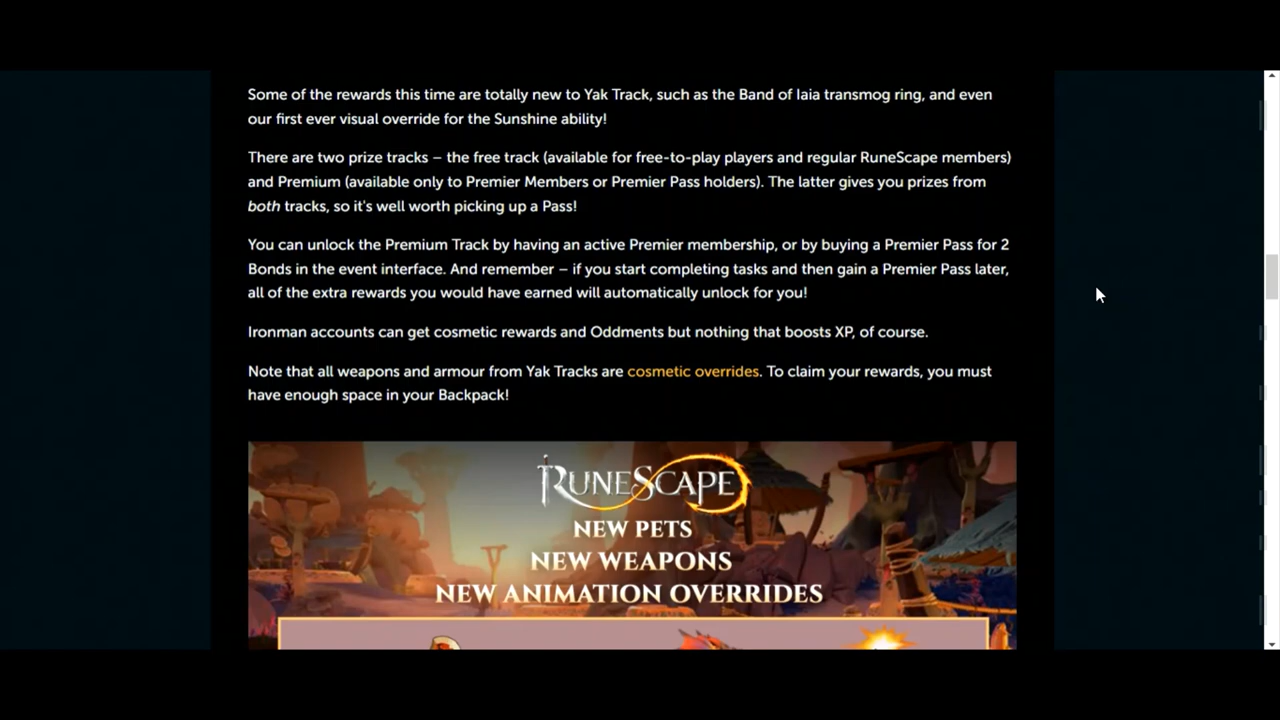 Some of the rewards this time are totally new to Yak Track, such as the Band of Iaia transmog ring, and even
our first ever visual override for the Sunshine ability!
There are two prize tracks – the free track (available for free-to-play players and regular RuneScape members)
and Premium (available only to Premier Members or Premier Pass holders). The latter gives you prizes from
both tracks, so it's well worth picking up a Pass!
You can unlock the Premium Track by having an active Premier membership, or by buying a Premier Pass for 2
Bonds in the event interface. And remember – if you start completing tasks and then gain a Premier Pass later,
all of the extra rewards you would have earned will automatically unlock for you!
Ironman accounts can get cosmetic rewards and Oddments but nothing that boosts XP, of course.
Note that all weapons and armour from Yak Tracks are cosmetic overrides. To claim your rewards, you must
have enough space in your Backpack!
RUNESCAPE
NEW PETS
NEW WEAPONS
NEW ANIMATION OVERRIDES